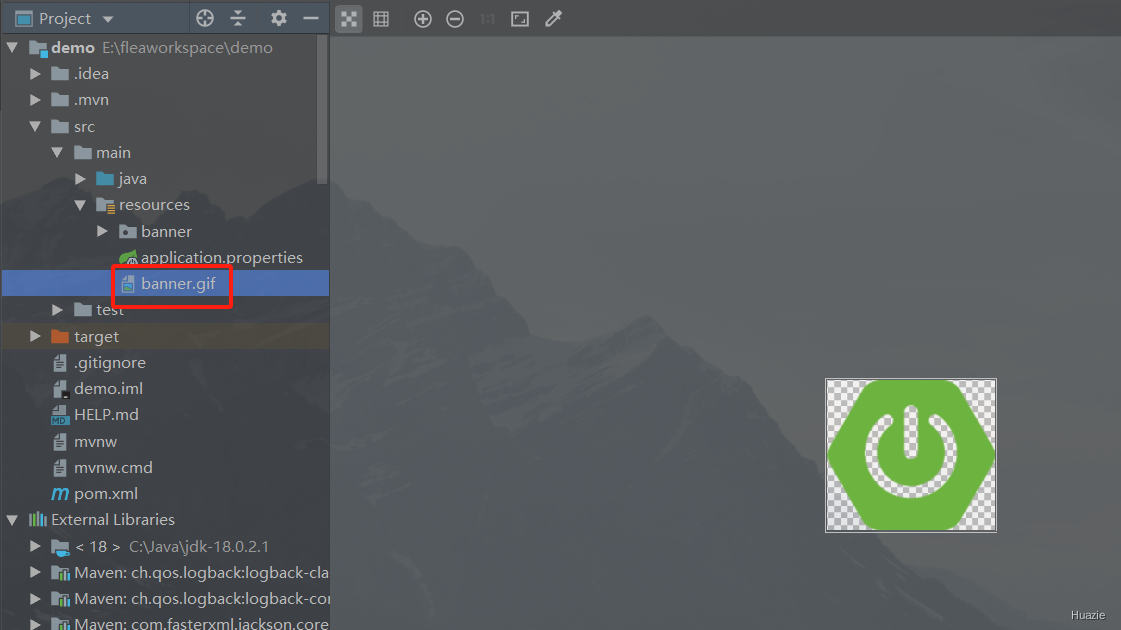 Project
demo E:\fleaworkspace\demo
.idea
.mvn
src
main
java
resources
banner
application.properties
banner.gif
test
target
.gitignore
demo.iml
MD HELP.md
mvnw
mvnw.cmd
m pom.xml
External Libraries
< 18 > C:\Java\jdk-18.0.2.1
Maven: ch.qos.logback:logback-cla
Maven: ch.qos.logback:logback-cor
Maven: com.fasterxml.jackson.core
1:1
Huazie